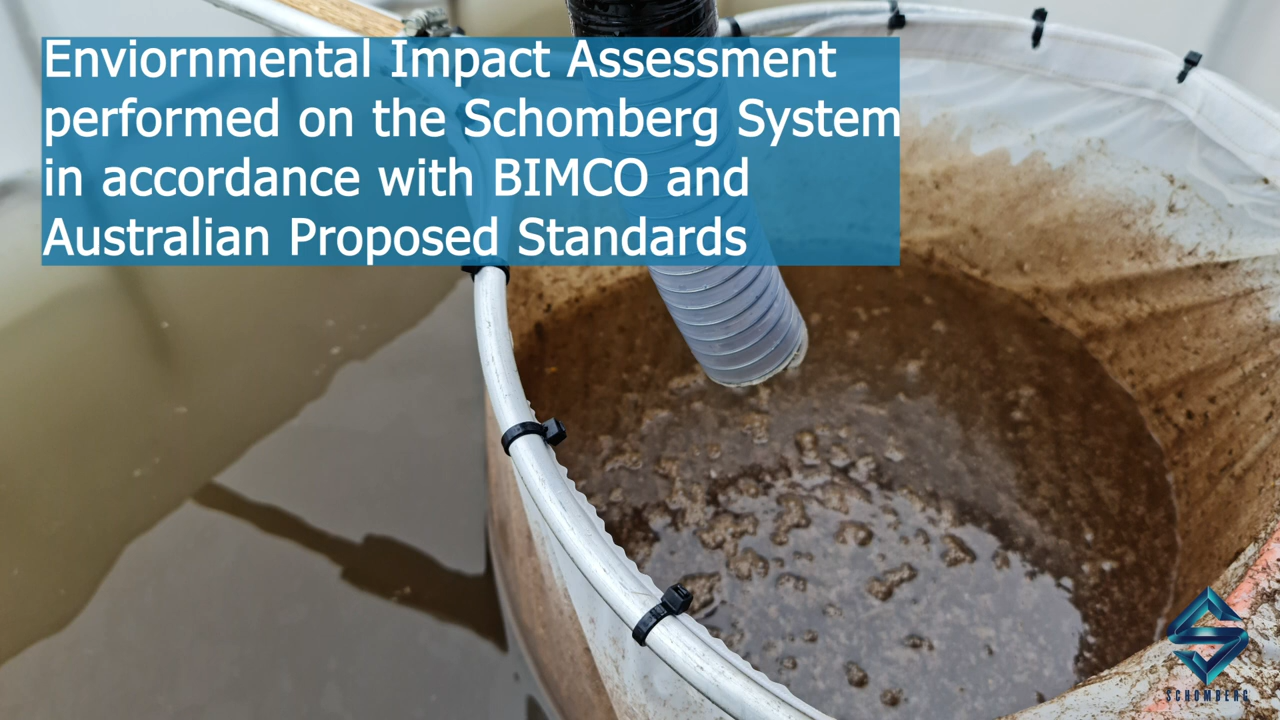 Enviornmental Impact Assessment
performed on the Schomberg System
in accordance with BIMCO and
Australian Proposed Standards
SCHOMBERG